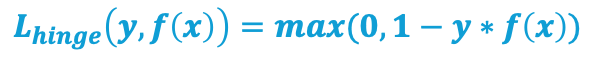 L_hinge(y, f(x)) = max(0, 1 − y * f(x))